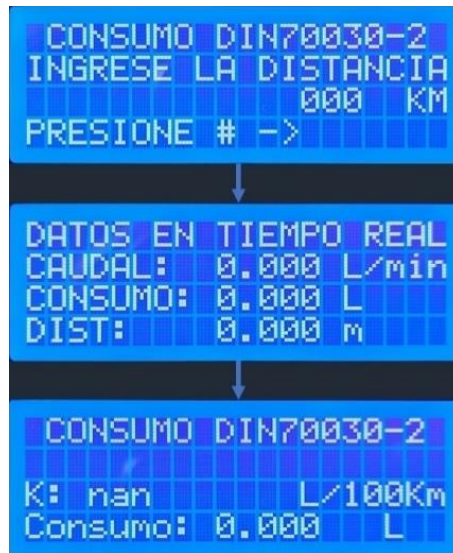 CONSUMO DIN70030-2
INGRESE LA DISTANCIA
000 KM
PRESIONE # ->
DATOS EN TIEMPO REAL
CAUDAL: 0.000 L/min
CONSUMO: 0.000 L
DIST: 0.000 m
CONSUMO DIN70030-2
K: nan L/100Km
Consumo: 0.000 L